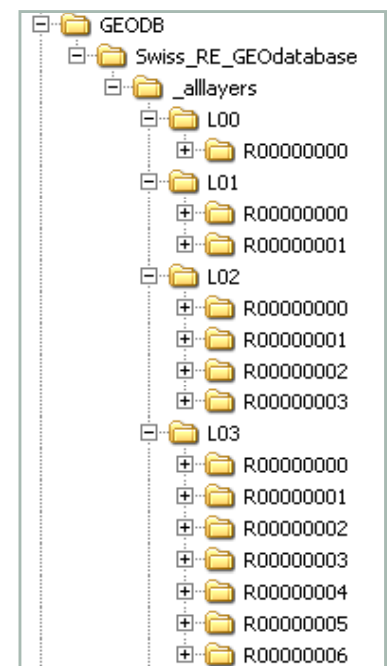 GEODB
Swiss_RE_GEOdatabase
_alllayers
L00
R00000000
L01
R00000000
R00000001
L02
R00000000
R00000001
R00000002
R00000003
L03
R00000000
R00000001
R00000002
R00000003
R00000004
R00000005
R00000006